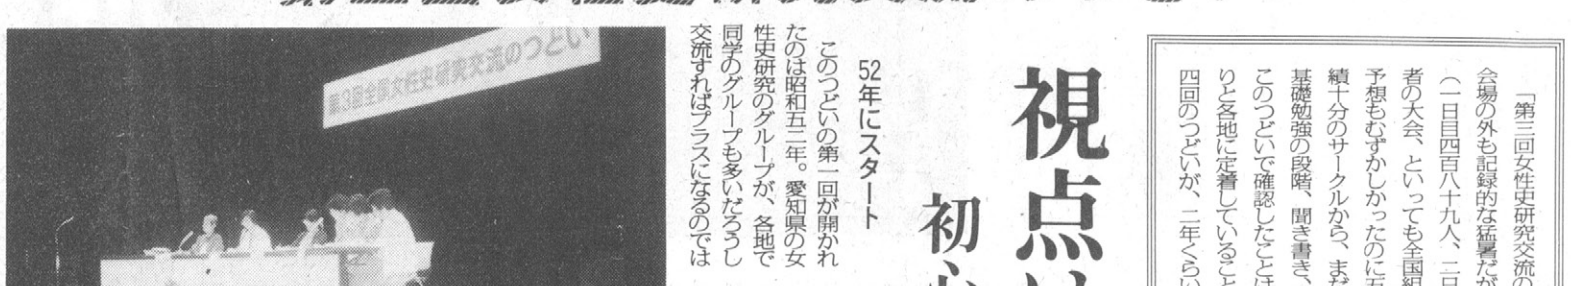 「第三回女性史研究交流の
会場の外も記録的な猛暑だが
（一日目四百八十九人、二日
者の大会、といっても全国組
予想もむずかしかったのに五
績十分のサークルから、まだ
基礎勉強の段階、聞き書き、
このつどいで確認したことは
りと各地に定着していること
四回のつどいが、二年くらい
視点は
初心
52年にスタート
このつどいの第一回が開かれ
たのは昭和五二年。愛知県の女
性史研究のグループが、各地で
同学のグループも多いだろうし
交流すればプラスになるのでは
第3回全国女性史研究交流のつどい